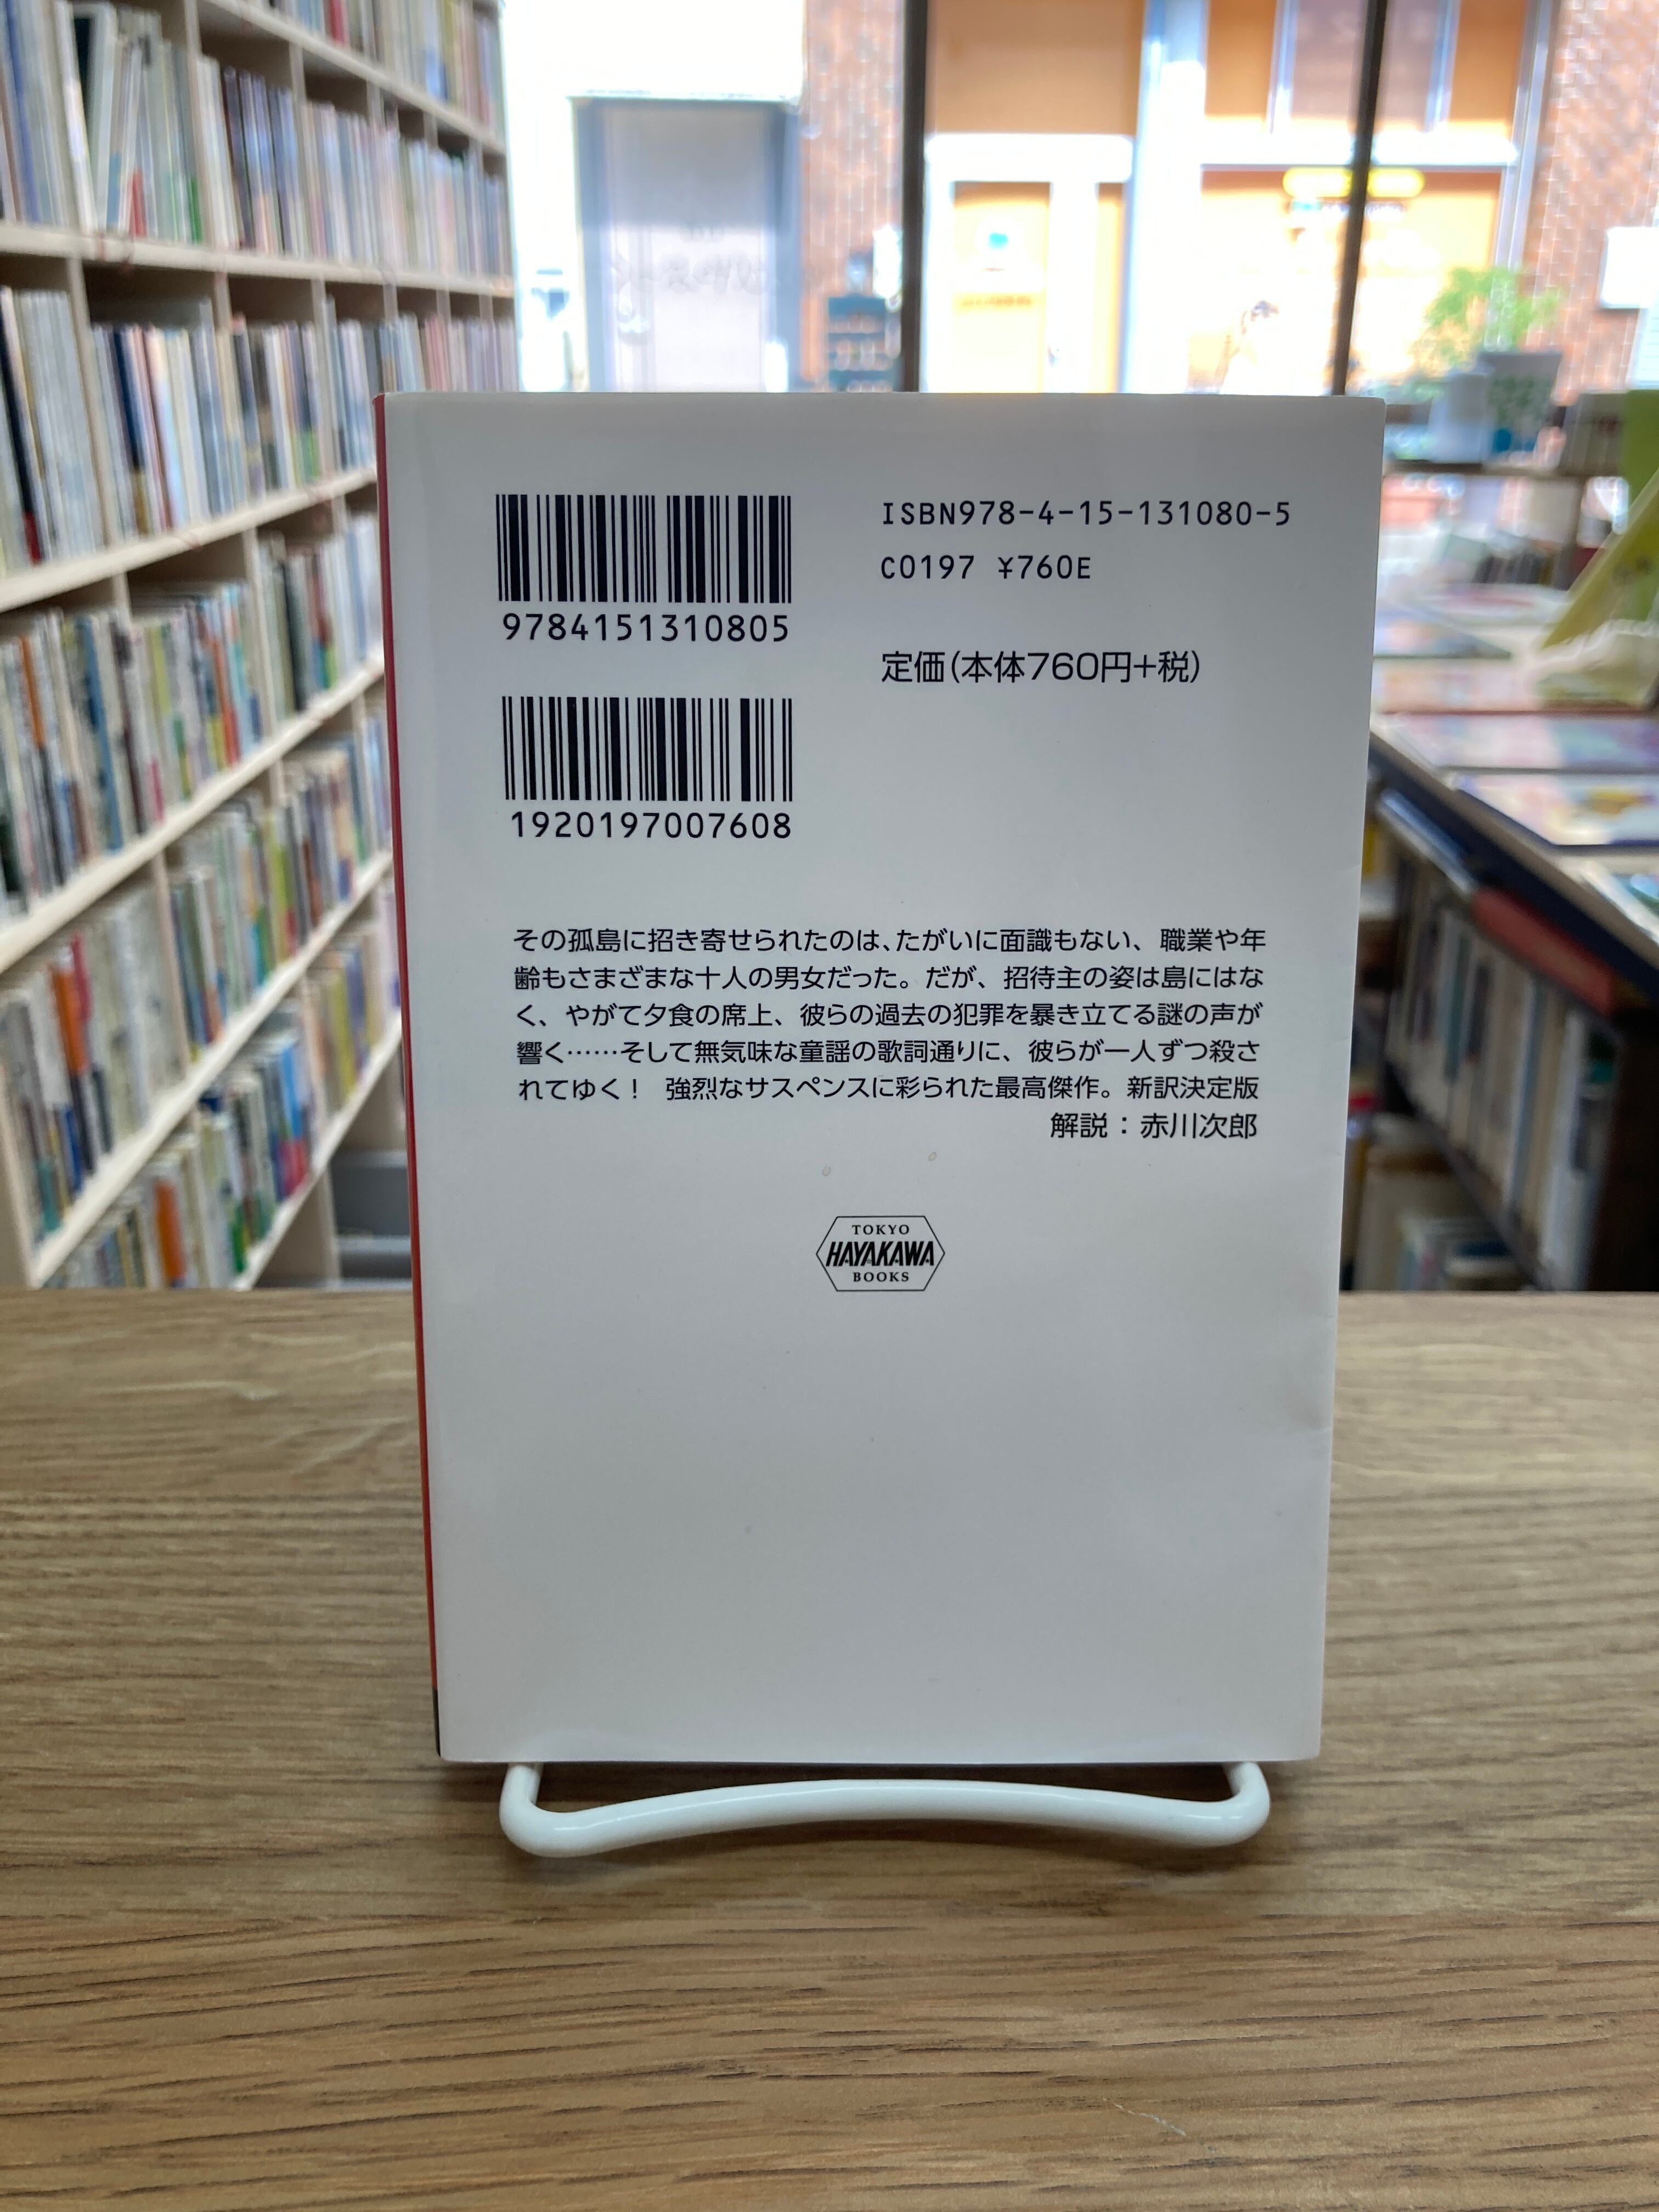 ISBN978-4-15-131080-5
C0197 ¥760E
9784151310805
定価(本体760円+税)
1920197007608
その孤島に招き寄せられたのは、たがいに面識もない、職業や年
齢もさまざまな十人の男女だった。だが、招待主の姿は島にはな
く、やがて夕食の席上、彼らの過去の犯罪を暴き立てる謎の声が
響く……そして無気味な童謡の歌詞通りに、彼らが一人ずつ殺さ
れてゆく！ 強烈なサスペンスに彩られた最高傑作。新訳決定版
解説：赤川次郎
TOKYO
HAYAKAWA
BOOKS